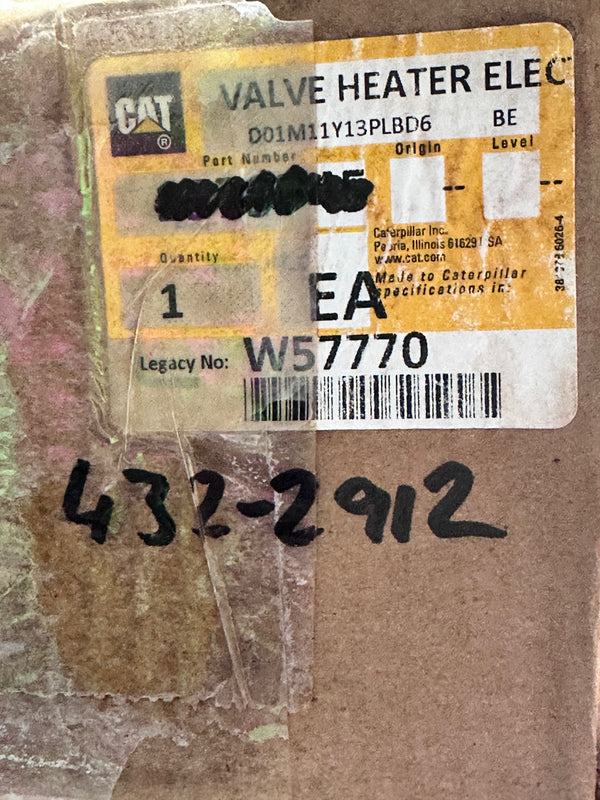 CAT
®
VALVE HEATER ELEC
D01M11Y13PLBD6 BE
Part Number Origin Level
-- --
Caterpillar Inc.
Peoria, Illinois 61629 USA
www.cat.com
Made to Caterpillar
specifications in:
Quantity
1 EA
Legacy No: W57770
432-2912